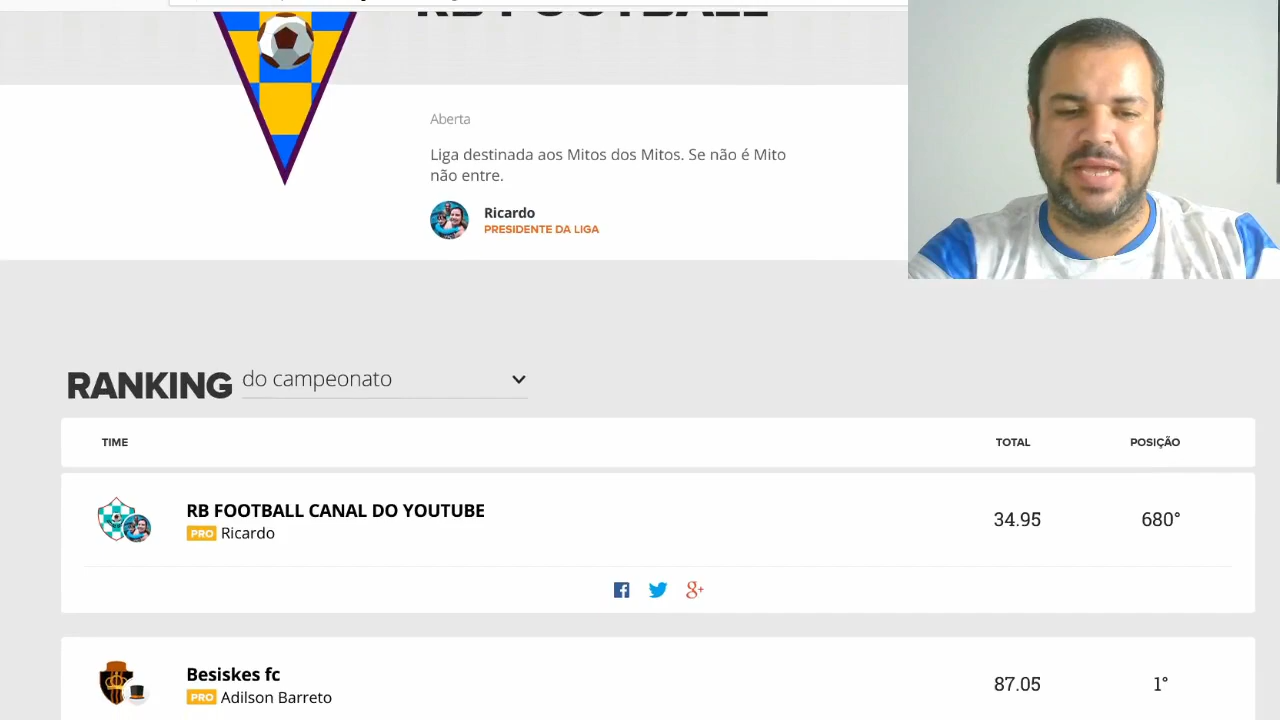 RB FOOTBALL
Aberta
Liga destinada aos Mitos dos Mitos. Se não é Mito
não entre.
Ricardo
PRESIDENTE DA LIGA
RANKING do campeonato
TIME TOTAL POSIÇÃO
RB FOOTBALL CANAL DO YOUTUBE
PRO Ricardo
34.95 680°
Besiskes fc
PRO Adilson Barreto
87.05 1°